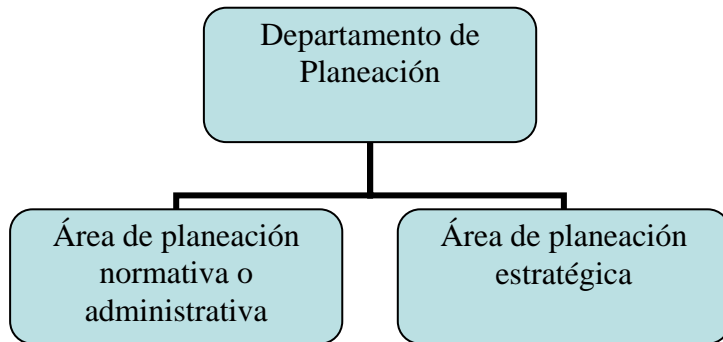 Departamento de
Planeación
Área de planeación
normativa o
administrativa
Área de planeación
estratégica